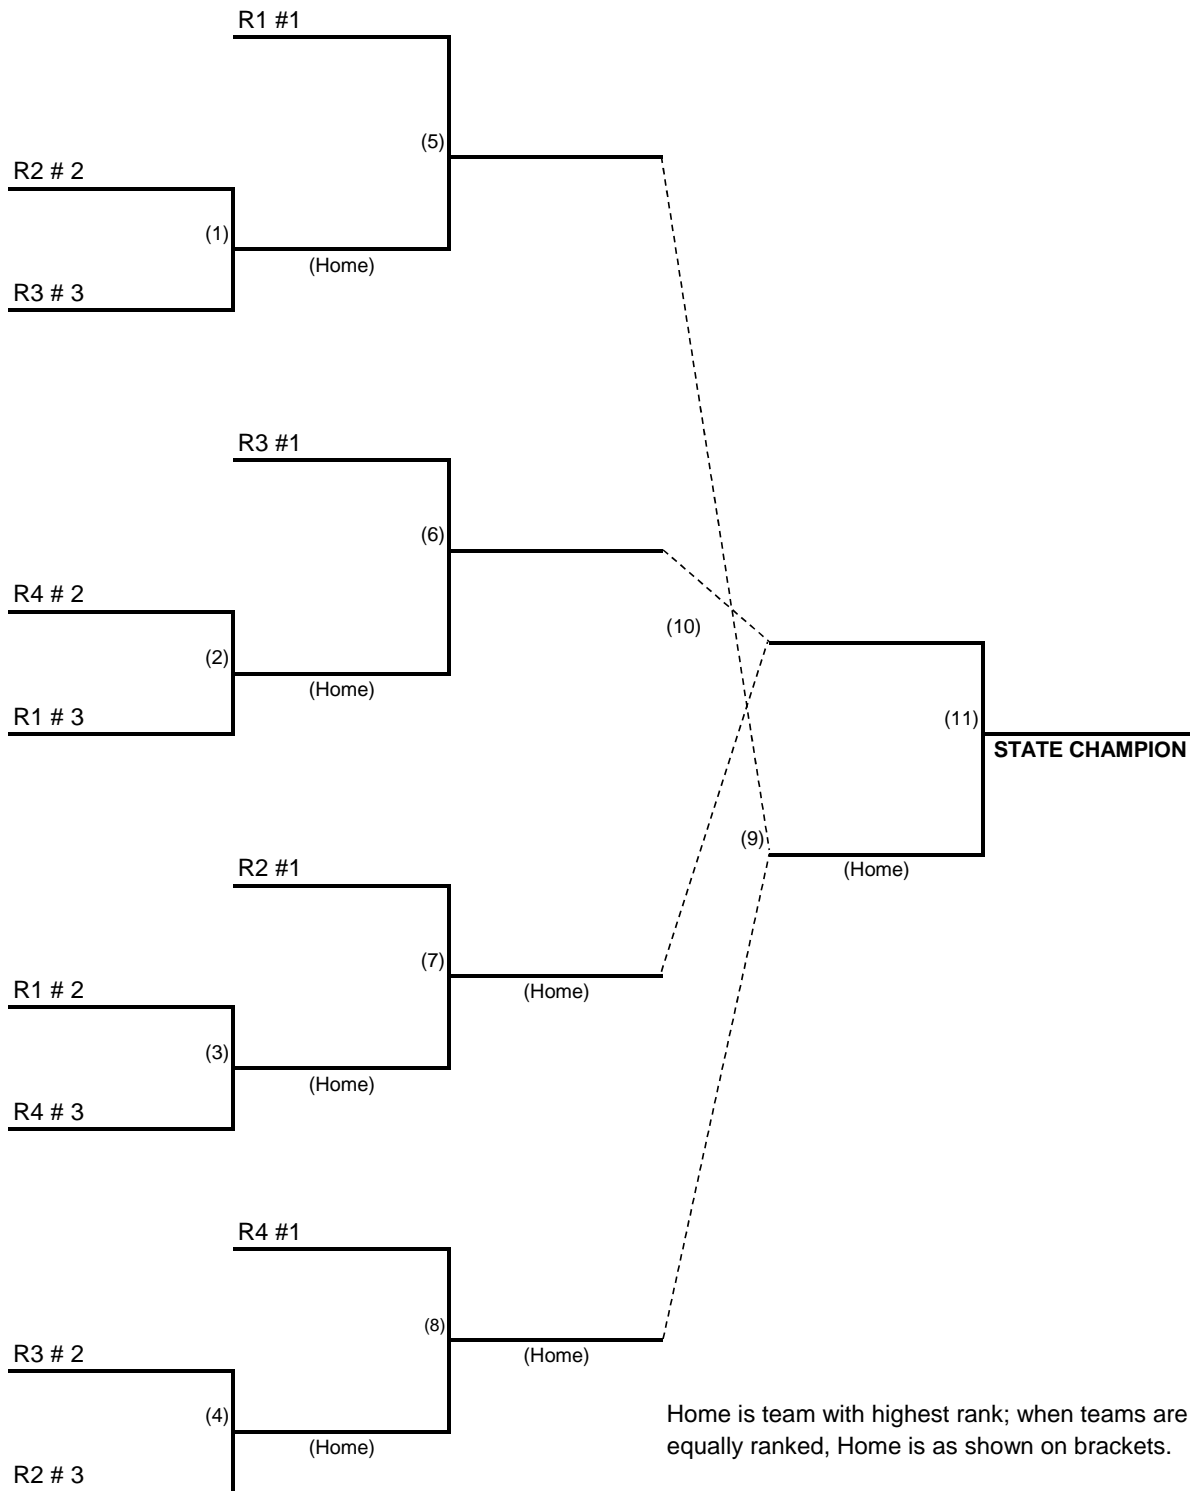 R1 #1
(5)
R2 # 2
(1)
(Home)
R3 # 3
R3 #1
(6)
R4 # 2
(10)
(2)
(Home)
R1 # 3
(11)
STATE CHAMPION
(9)
(Home)
R2 #1
(7)
R1 # 2
(Home)
(3)
(Home)
R4 # 3
R4 #1
(8)
R3 # 2
(Home)
(4)
(Home)
R2 # 3
Home is team with highest rank; when teams are
equally ranked, Home is as shown on brackets.